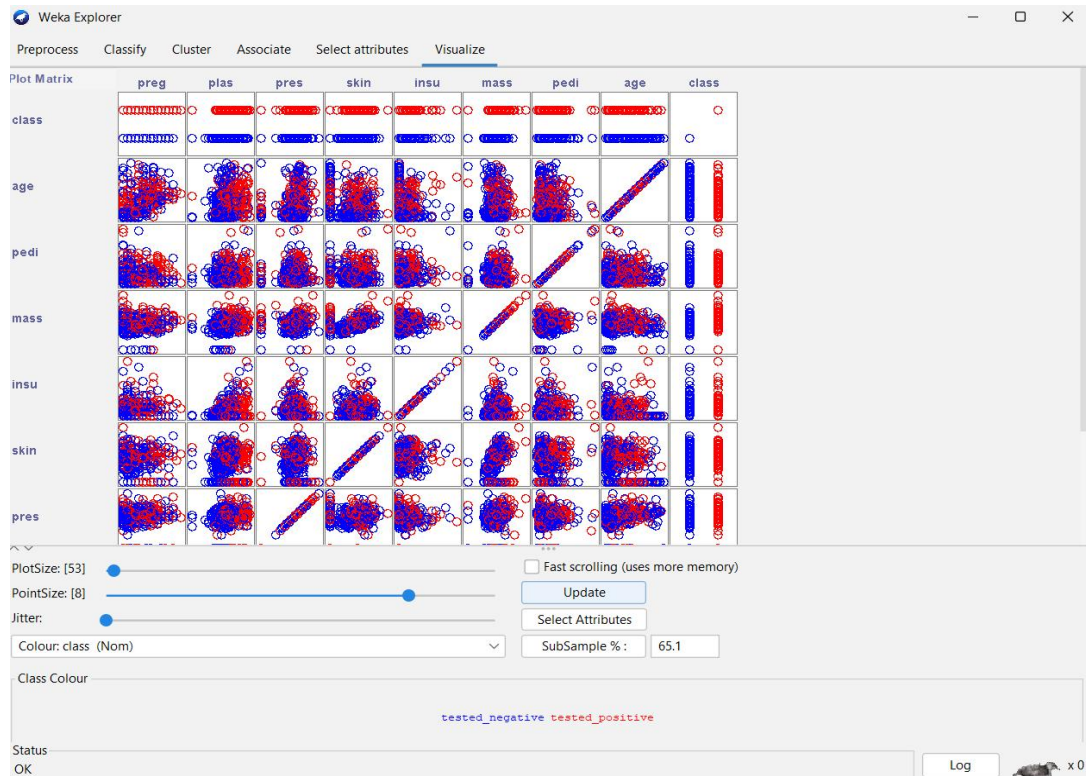 Weka Explorer
Preprocess Classify Cluster Associate Select attributes Visualize
Plot Matrix preg plas pres skin insu mass pedi age class
class
age
pedi
mass
insu
skin
pres
PlotSize: [53]
Fast scrolling (uses more memory)
PointSize: [8]
Update
Jitter:
Select Attributes
Colour: class (Nom)
SubSample % : 65.1
Class Colour
tested_negative tested_positive
Status
OK
Log x 0